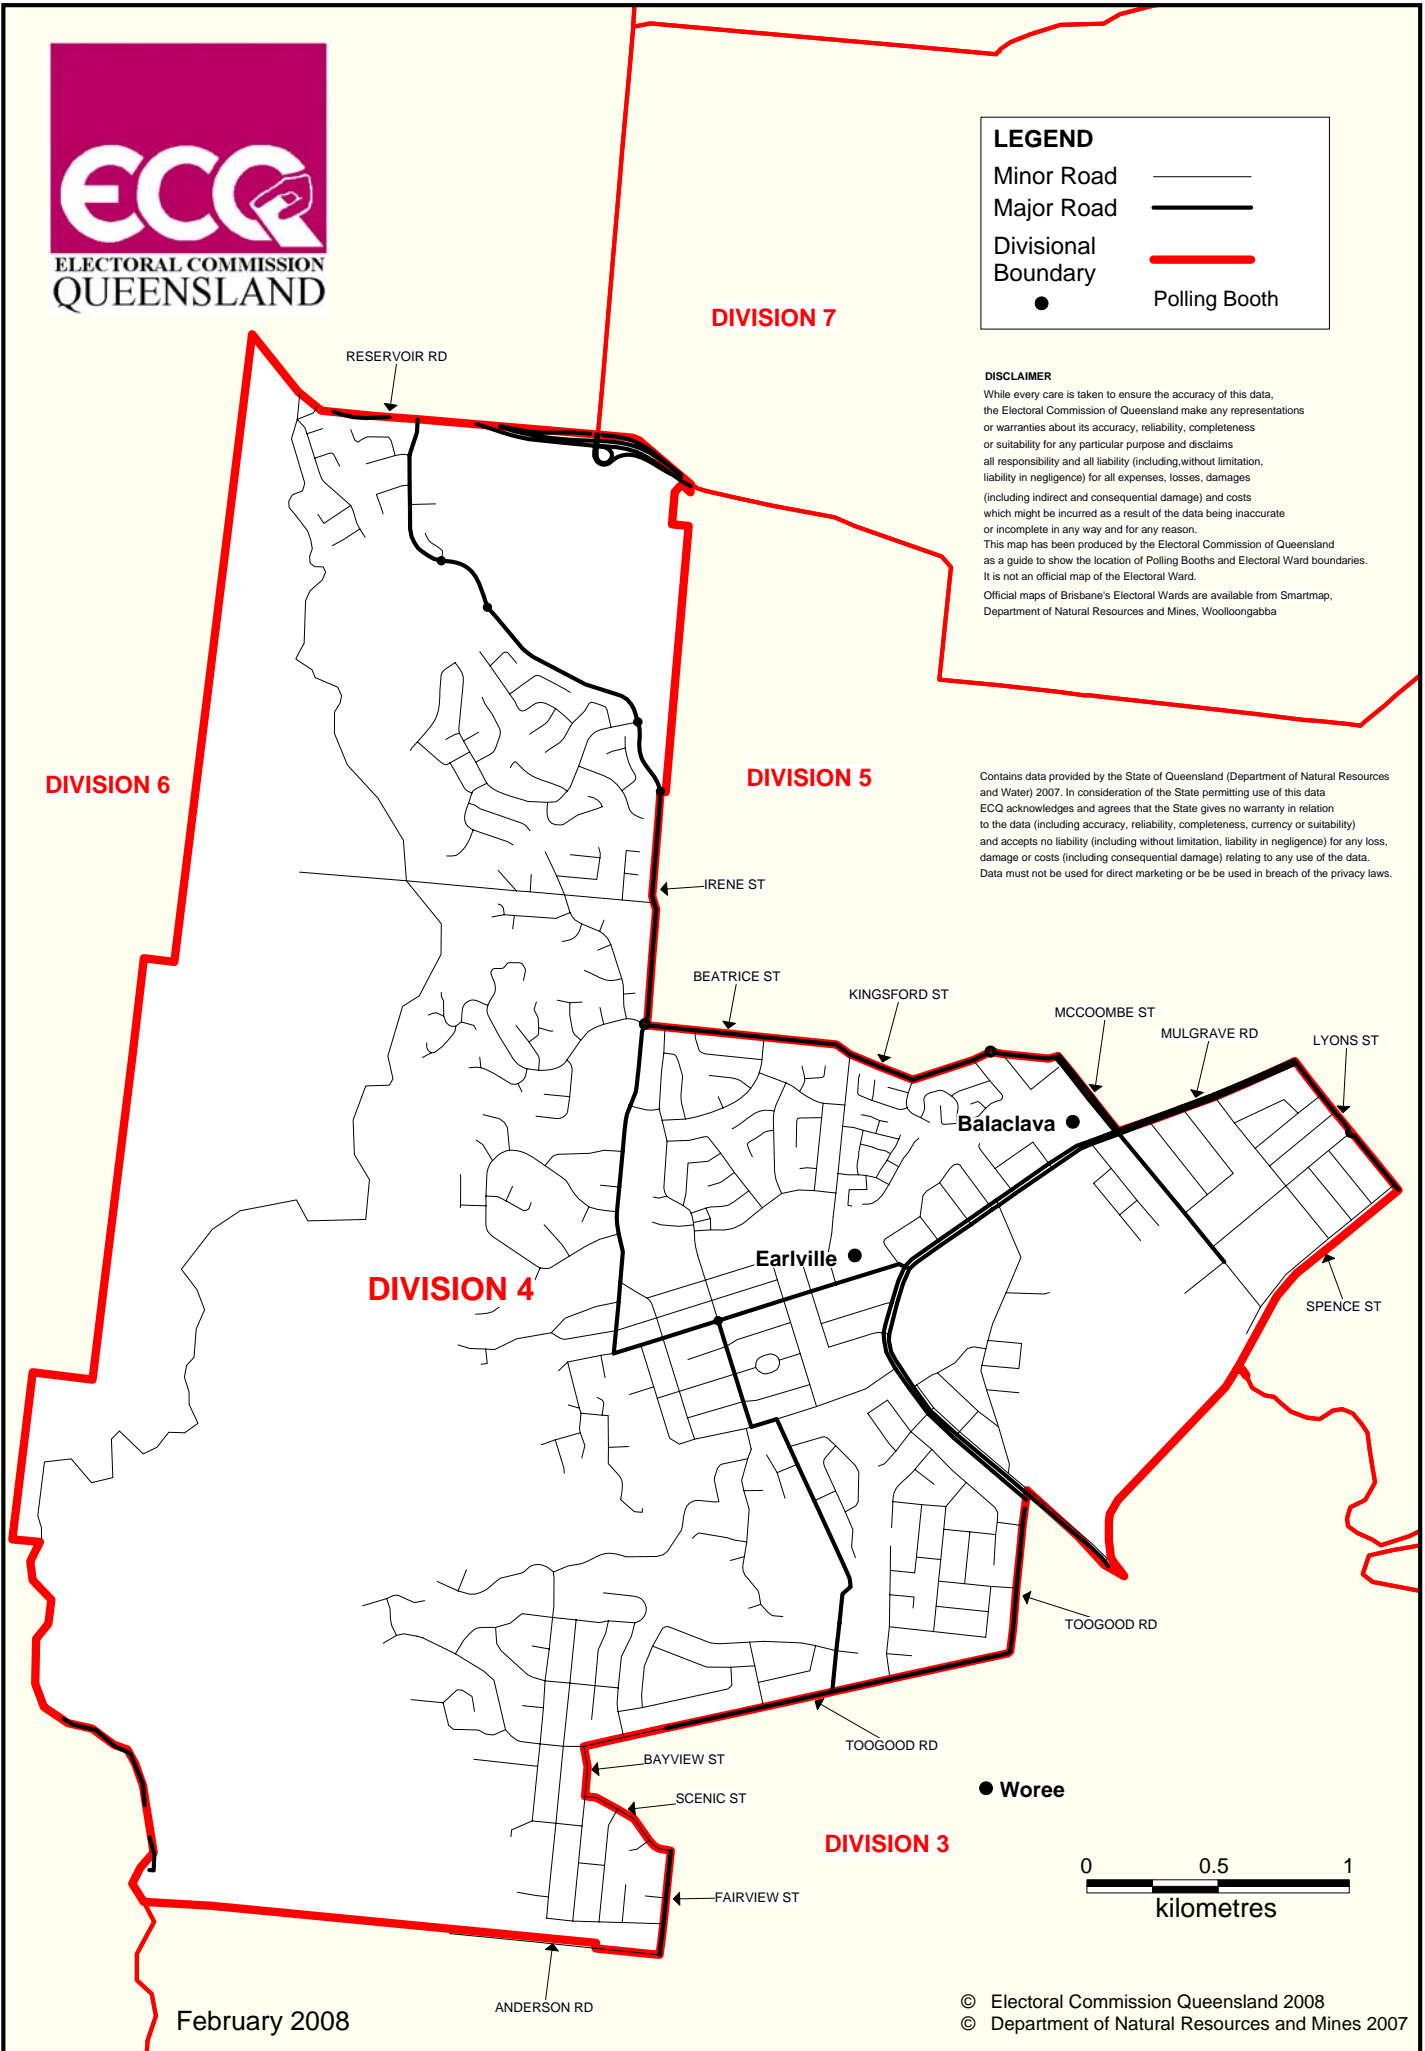 ECQ
ELECTORAL COMMISSION
QUEENSLAND
LEGEND
Minor Road
Major Road
Divisional
Boundary
Polling Booth
DIVISION 7
RESERVOIR RD
DISCLAIMER
While every care is taken to ensure the accuracy of this data,
the Electoral Commission of Queensland make any representations
or warranties about its accuracy, reliability, completeness
or suitability for any particular purpose and disclaims
all responsibility and all liability (including,without limitation,
liability in negligence) for all expenses, losses, damages
(including indirect and consequential damage) and costs
which might be incurred as a result of the data being inaccurate
or incomplete in any way and for any reason.
This map has been produced by the Electoral Commission of Queensland
as a guide to show the location of Polling Booths and Electoral Ward boundaries.
It is not an official map of the Electoral Ward.
Official maps of Brisbane's Electoral Wards are available from Smartmap,
Department of Natural Resources and Mines, Woolloongabba
DIVISION 6
DIVISION 5
Contains data provided by the State of Queensland (Department of Natural Resources
and Water) 2007. In consideration of the State permitting use of this data
ECQ acknowledges and agrees that the State gives no warranty in relation
to the data (including accuracy, reliability, completeness, currency or suitability)
and accepts no liability (including without limitation, liability in negligence) for any loss,
damage or costs (including consequential damage) relating to any use of the data.
Data must not be used for direct marketing or be be used in breach of the privacy laws.
IRENE ST
BEATRICE ST
KINGSFORD ST
MCCOOMBE ST
MULGRAVE RD
LYONS ST
Balaclava
Earlville
DIVISION 4
SPENCE ST
TOOGOOD RD
TOOGOOD RD
BAYVIEW ST
SCENIC ST
Woree
DIVISION 3
FAIRVIEW ST
0 0.5 1
kilometres
ANDERSON RD
February 2008
© Electoral Commission Queensland 2008
© Department of Natural Resources and Mines 2007